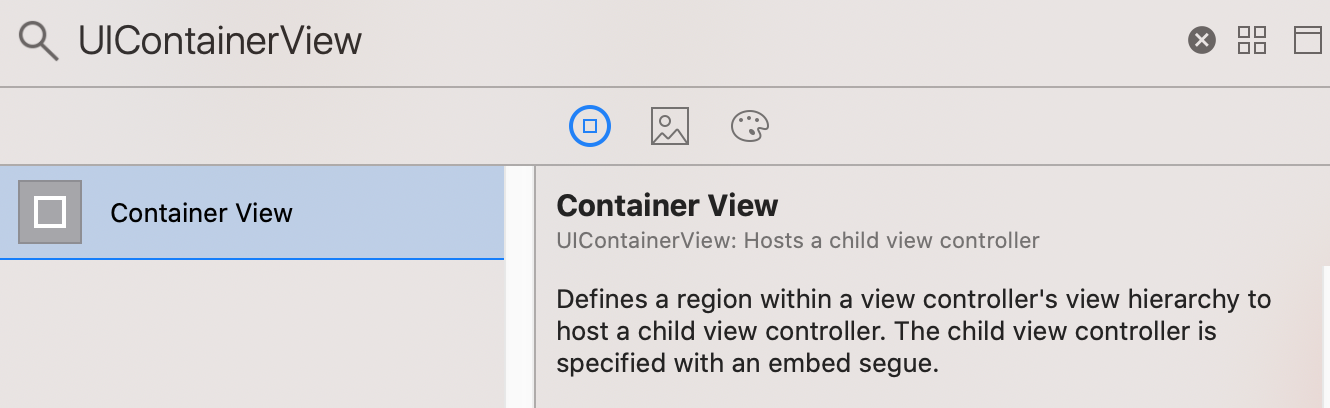 UIContainerView
Container View
Container View
UIContainerView: Hosts a child view controller
Defines a region within a view controller's view hierarchy to
host a child view controller. The child view controller is
specified with an embed segue.